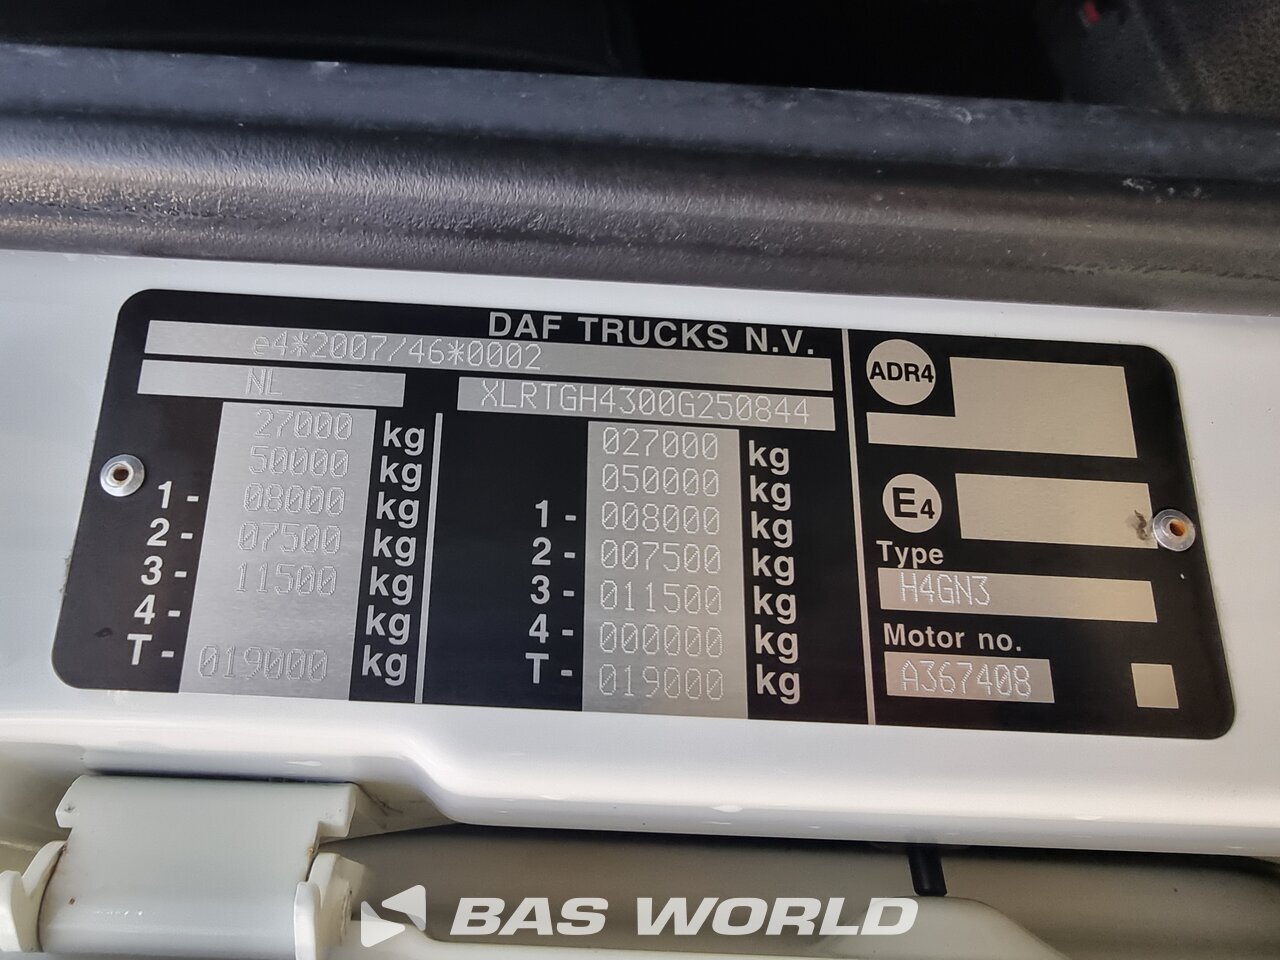 DAF TRUCKS N.V.
e4*2007/46*0002
NL XLRTGH4300G250844
27000 kg 027000 kg
50000 kg 050000 kg
1- 08000 kg 1- 008000 kg
2- 07500 kg 2- 007500 kg
3- 11500 kg 3- 011500 kg
4- kg 4- 000000 kg
T- 019000 kg T- 019000 kg
ADR4
E4
Type
H4GN3
Motor no.
A367408
BAS WORLD